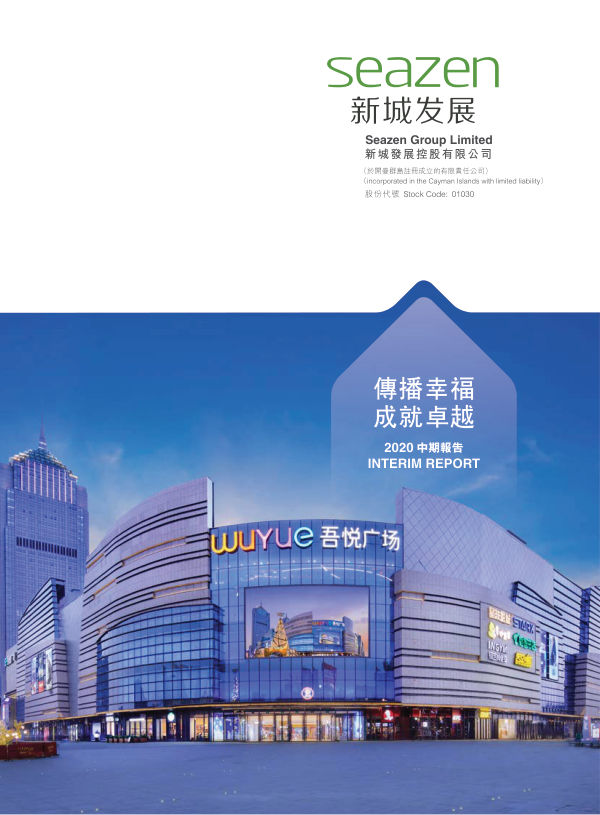 seazen
新城发展
Seazen Group Limited
新城發展控股有限公司
（於開曼群島註冊成立的有限責任公司）
（incorporated in the Cayman Islands with limited liability）
股份代號 Stock Code: 01030
傳播幸福
成就卓越
2020 中期報告
INTERIM REPORT
wuyue 吾悦广场